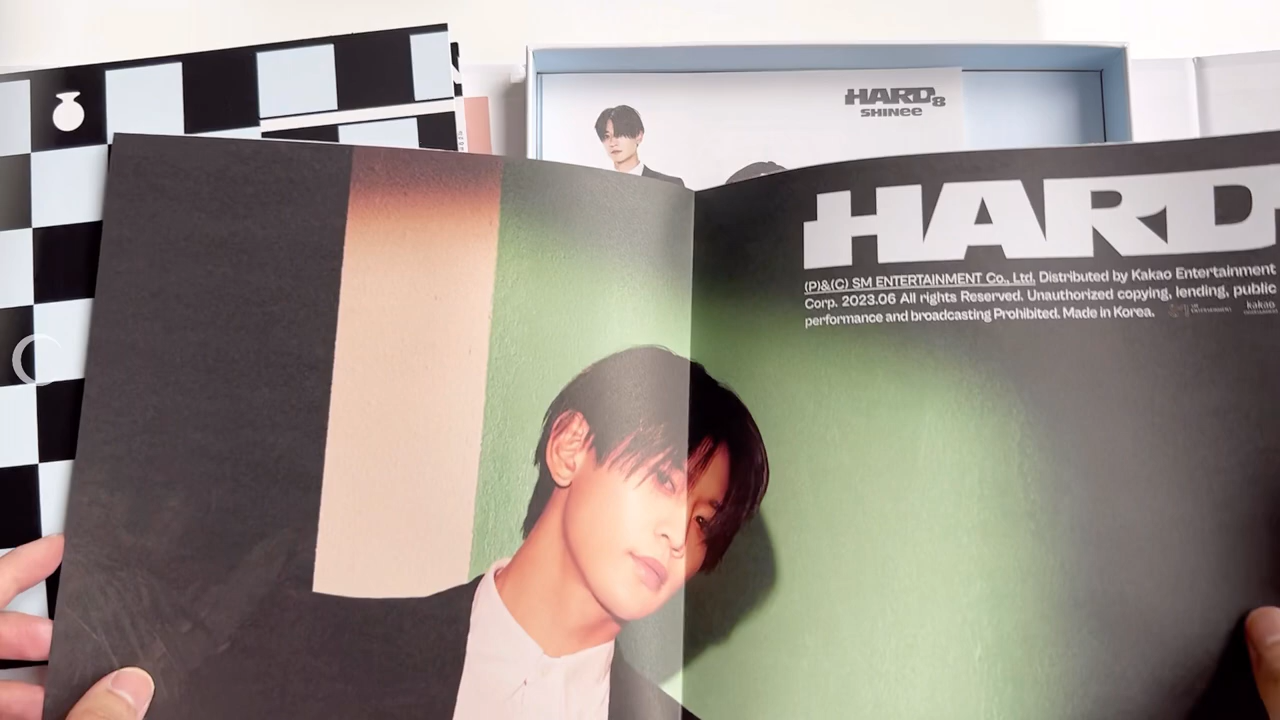 HARD8
SHINee
HARD
(P)&(C) SM ENTERTAINMENT Co., Ltd. Distributed by Kakao Entertainment
Corp. 2023.06 All rights Reserved. Unauthorized copying, lending, public
performance and broadcasting Prohibited. Made in Korea.
kakao